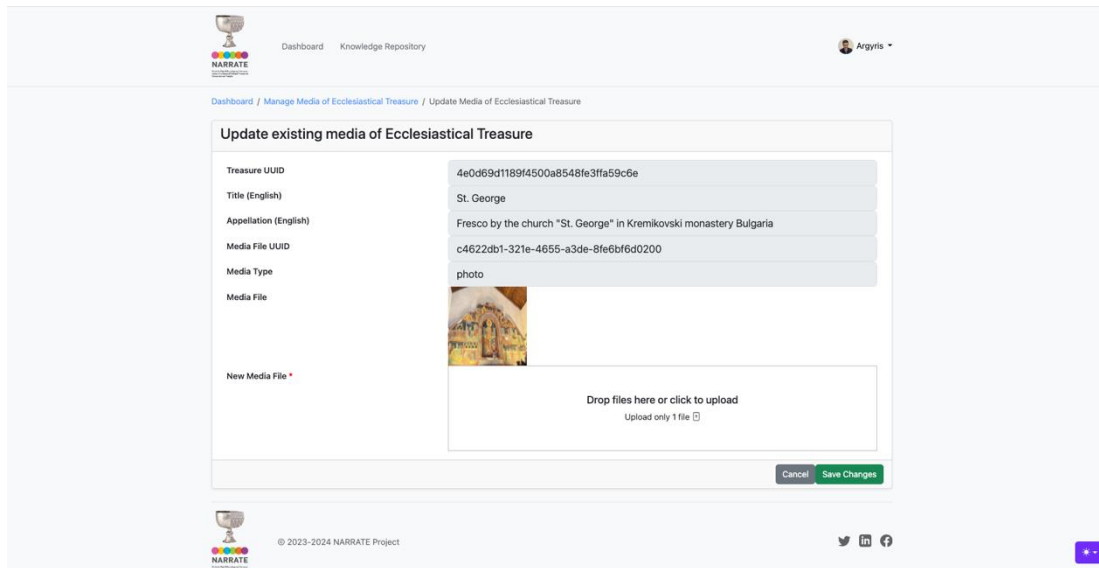 Dashboard Knowledge Repository
Argyris
NARRATE
Dashboard / Manage Media of Ecclesiastical Treasure / Update Media of Ecclesiastical Treasure
Update existing media of Ecclesiastical Treasure
Treasure UUID 4e0d69d1189f4500a8548fe3ffa59c6e
Title (English) St. George
Appellation (English) Fresco by the church "St. George" in Kremikovski monastery Bulgaria
Media File UUID c4622db1-321e-4655-a3de-8fe6bf6d0200
Media Type photo
Media File
New Media File *
Drop files here or click to upload
Upload only 1 file
Cancel Save Changes
© 2023-2024 NARRATE Project
NARRATE